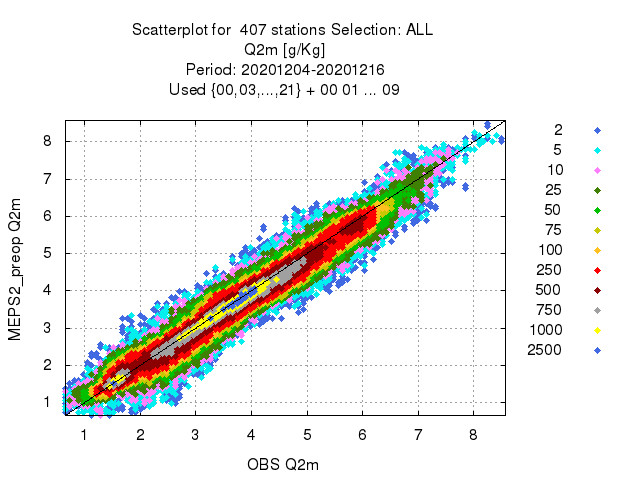 Scatterplot for 407 stations Selection: ALL
Q2m [g/Kg]
Period: 20201204-20201216
Used {00,03,...,21} + 00 01 ... 09
2
5
10
25
50
75
100
250
500
750
1000
2500
MEPS2_preop Q2m
8
7
6
5
4
3
2
1
1 2 3 4 5 6 7 8
OBS Q2m